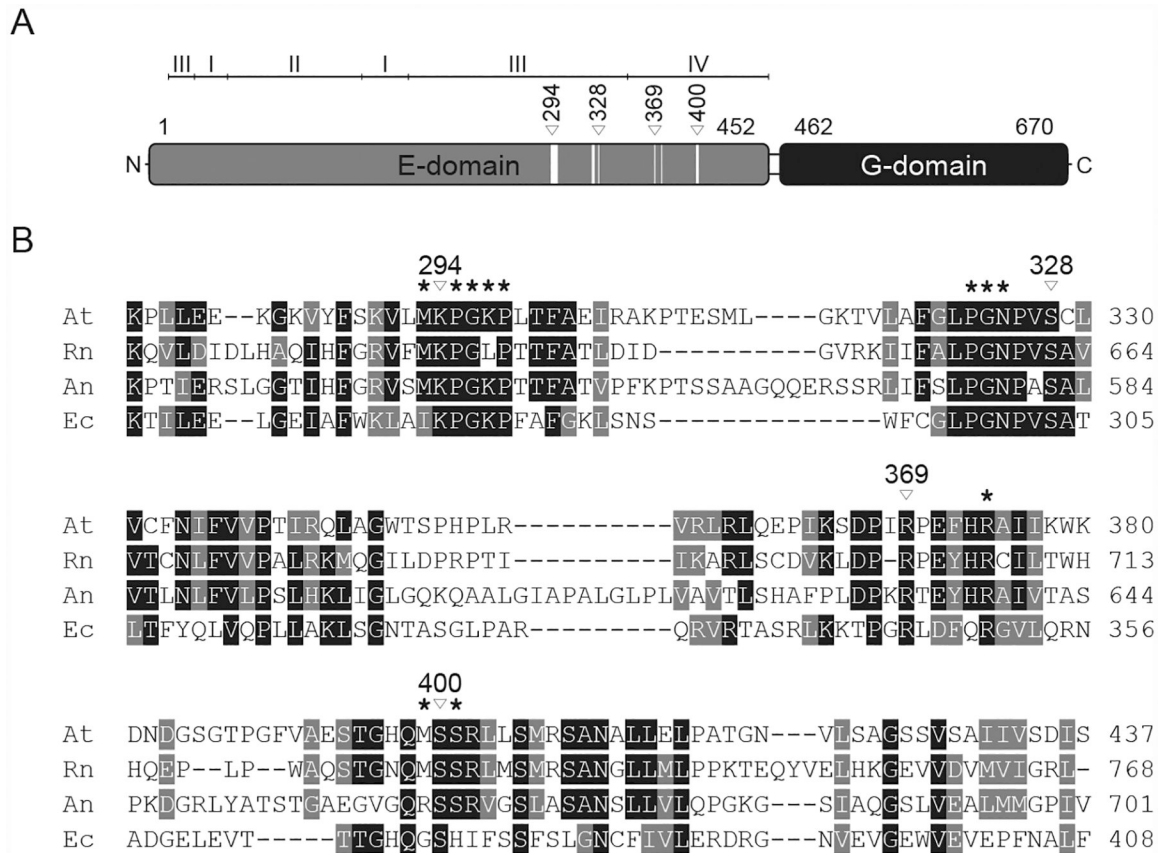 A
III I II I III IV
294 328 369 400
1 452 462 670
N E-domain G-domain C
B
294 328
* **** ***
At KPLLEE--KGKVYFSKVLMKPGKPLTFAEIRAKPTESML----GKTVLAFGLPGNPVSCL 330
Rn KQVLDIDLHAQIHFGRVFMKPGLPTTFATLDID----------GVRKIIFALPGNPVSAV 664
An KPTIERSLGGTIHFGRVSMKPGKPTTFATVPFKPTSSAAGQQERSSRLIFSLPGNPASAL 584
Ec KTILEE--LGEIAFWKLAIKPGKPFAFGKLSNS--------------WFCGLPGNPVSAT 305
369
*
At VCFNIFVVPTIRQLAGWTSPHPLR----------VRLRLQEPIKSDPIRPEFHRAIIKWK 380
Rn VTCNLFVVPALRKMQGILDPRPTI----------IKARLSCDVKLDP-RPEYHRCILTWH 713
An VTLNLFVLPSLHKLIGLGQKQAALGIAPALGLPLVAVTLSHAFPLDPKRTEYHRAIVTAS 644
Ec LTFYQLVQPLLAKLSGNTASGLPAR---------QRVRTASRLKKTPGRLDFQRGVLQRN 356
400
* *
At DNDGSGTPGFVAESTGHQMSSRLLSMRSANALLELPATGN---VLSAGSSVSAIIVSDIS 437
Rn HQEP--LP--WAQSTGNQMSSRLMSMRSANGLLMLPPKTEQYVELHKGEVVDVMVIGRL- 768
An PKDGRLYATSTGAEGVGQRSSRVGSLASANSLLVLQPGKG---SIAQGSLVEALMMGPIV 701
Ec ADGELEVT-----TTGHQGSHIFSSFSLGNCFIVLERDRG---NVEVGEWVEVEPFNALF 408